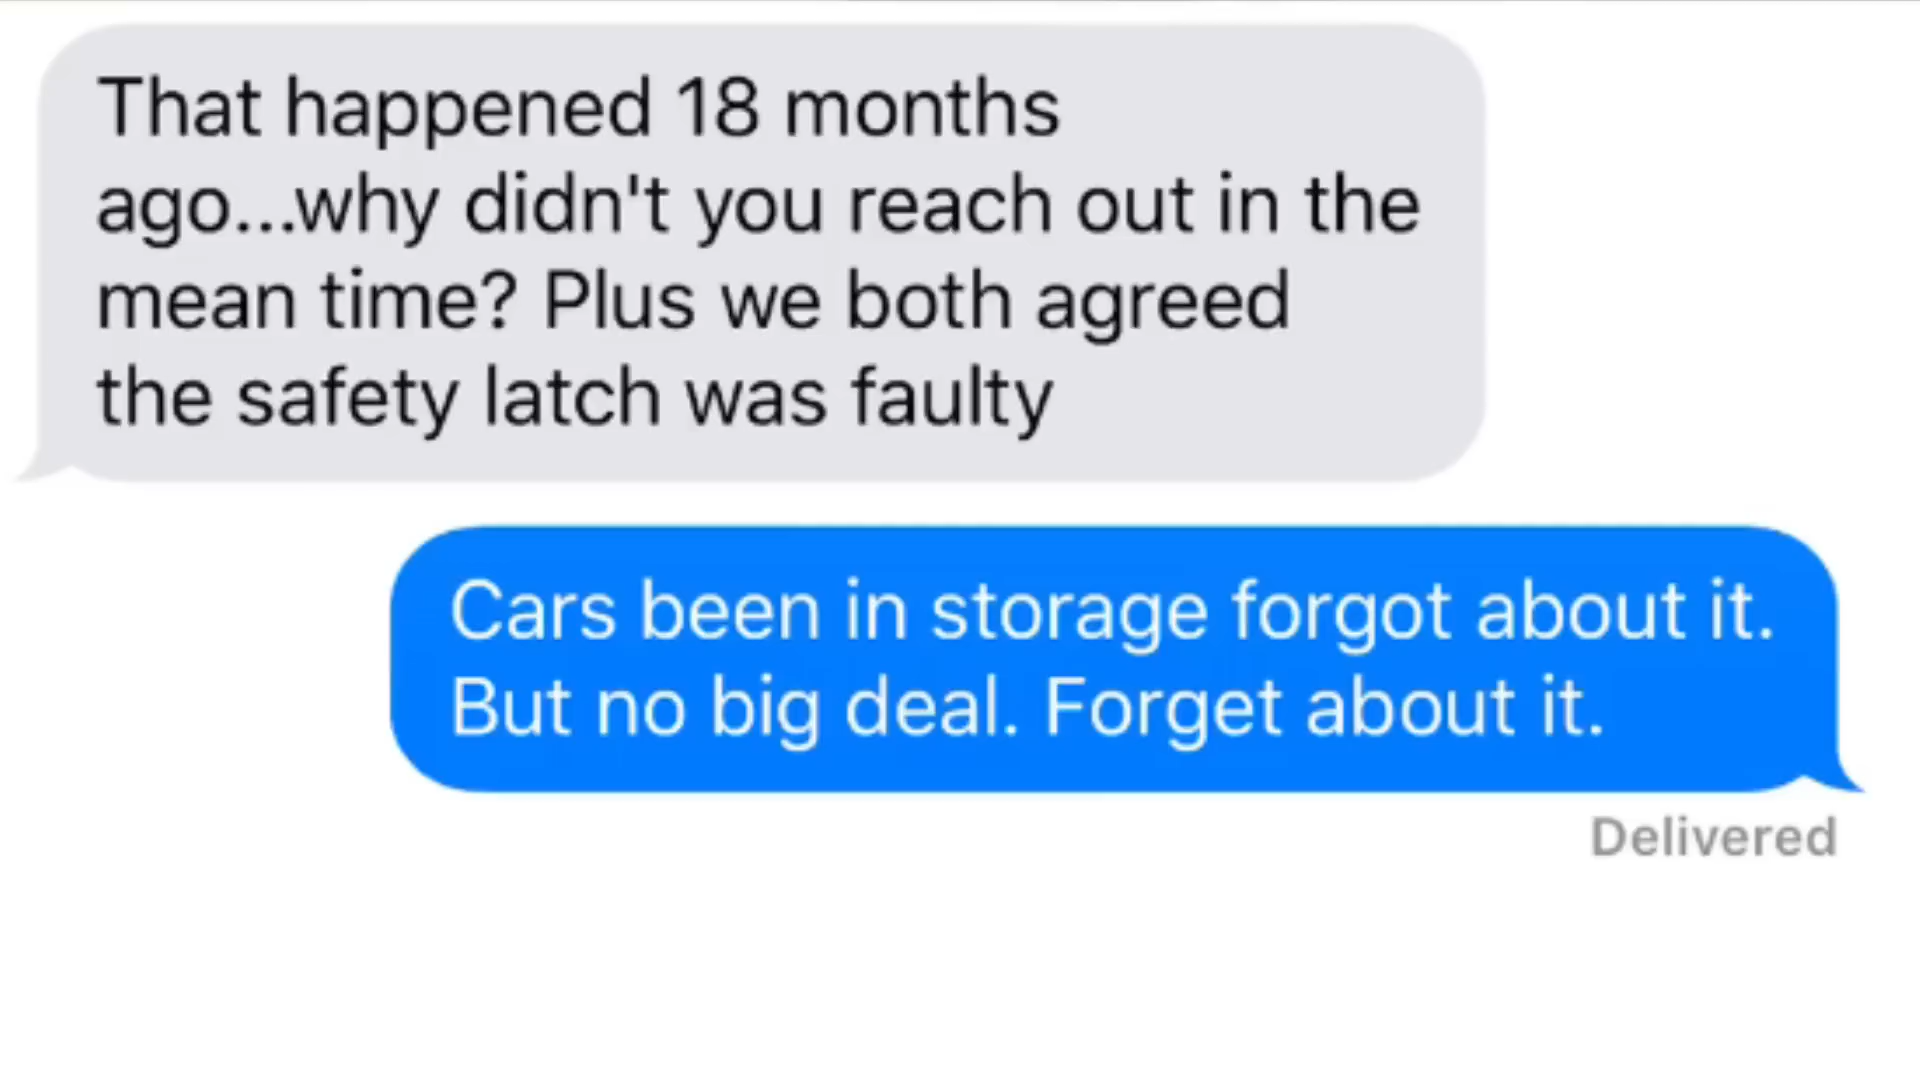 That happened 18 months
ago...why didn't you reach out in the
mean time? Plus we both agreed
the safety latch was faulty
Cars been in storage forgot about it.
But no big deal. Forget about it.
Delivered